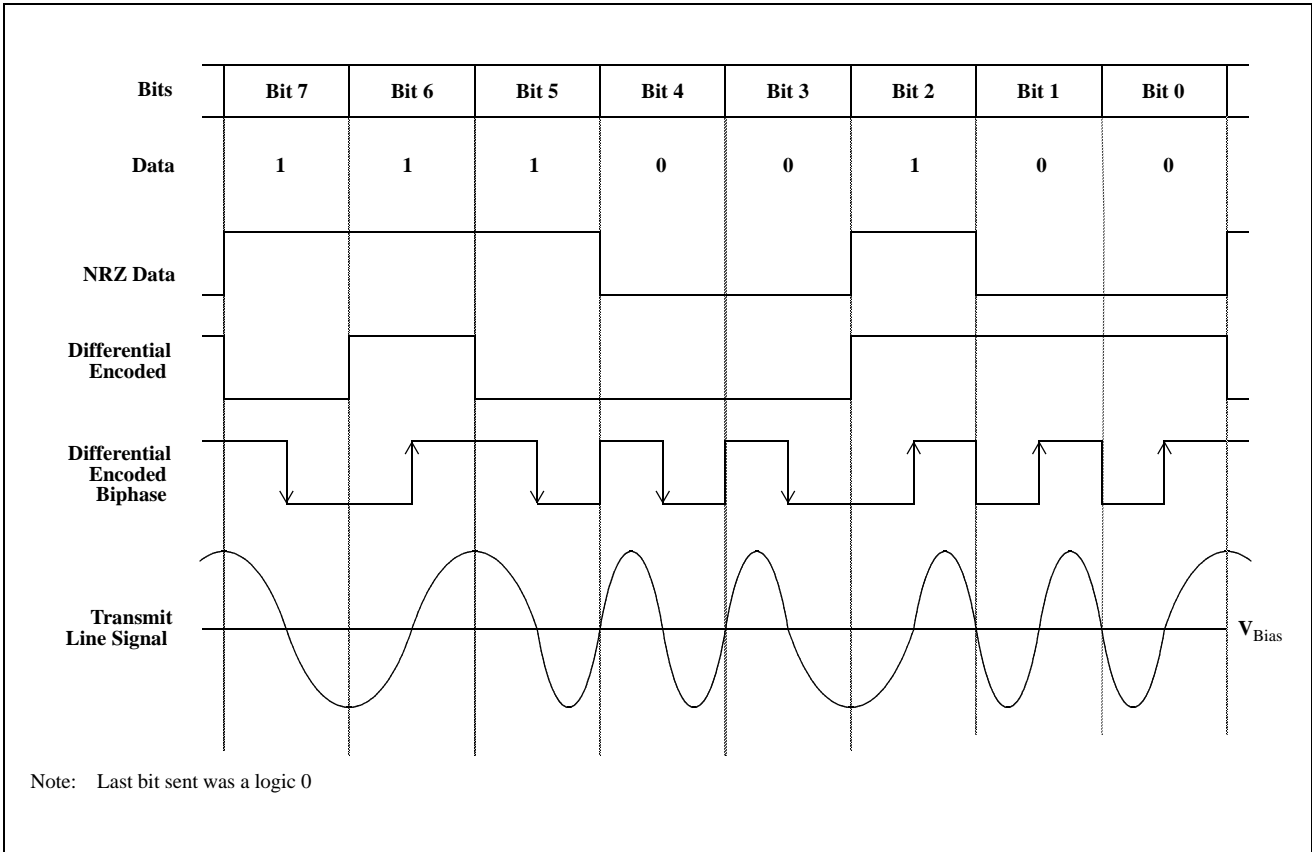 Bits Bit 7 Bit 6 Bit 5 Bit 4 Bit 3 Bit 2 Bit 1 Bit 0
Data 1 1 1 0 0 1 0 0
NRZ Data
Differential
Encoded
Differential
Encoded
Biphase
Transmit
Line Signal
VBias
Note: Last bit sent was a logic 0